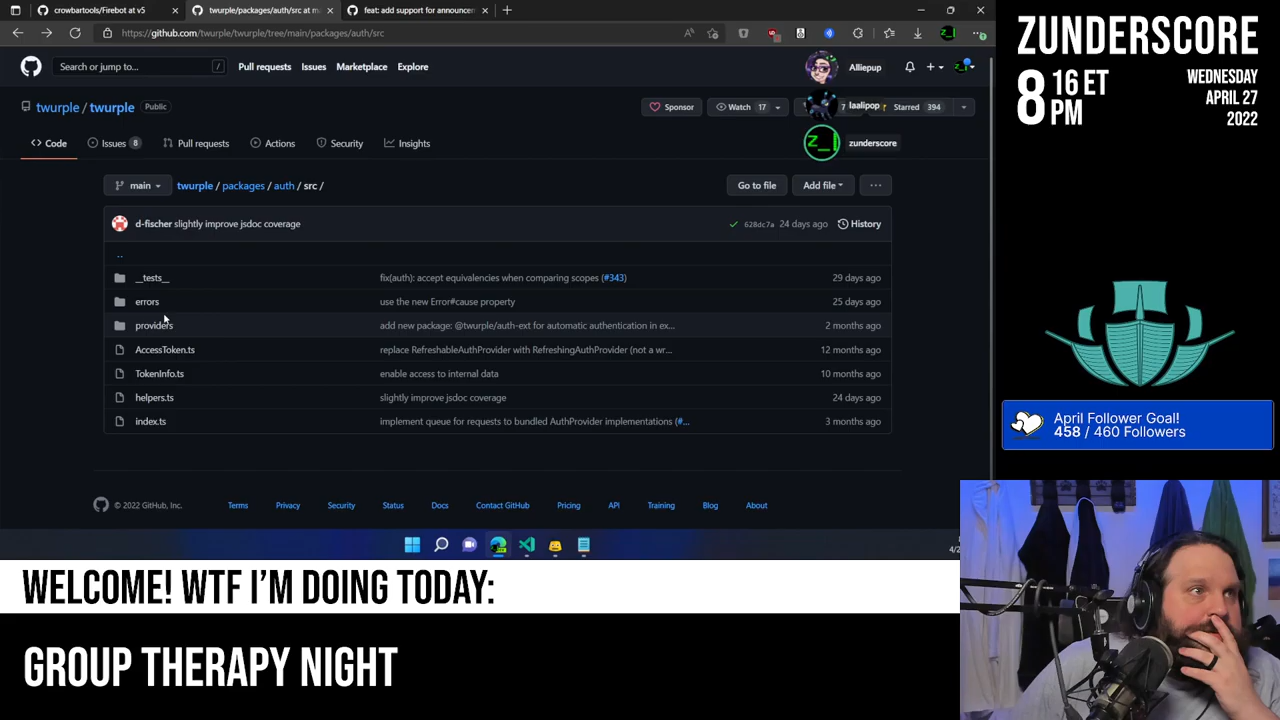 crowbartools/Firebot at v5
twurple/packages/auth/src at m
feat: add support for announcem
https://github.com/twurple/twurple/tree/main/packages/auth/src
Search or jump to...
/
Pull requests
Issues
Marketplace
Explore
Alliepup
twurple / twurple
Public
Sponsor
Watch 17
7
laalipop
Starred 394
Code
Issues 8
Pull requests
Actions
Security
Insights
z_
zunderscore
main
twurple / packages / auth / src /
Go to file
Add file
...
d-fischer slightly improve jsdoc coverage
628dc7a 24 days ago
History
..
__tests__ fix(auth): accept equivalencies when comparing scopes (#343) 29 days ago
errors use the new Error#cause property 25 days ago
providers add new package: @twurple/auth-ext for automatic authentication in ex... 2 months ago
AccessToken.ts replace RefreshableAuthProvider with RefreshingAuthProvider (not a wr... 12 months ago
TokenInfo.ts enable access to internal data 10 months ago
helpers.ts slightly improve jsdoc coverage 24 days ago
index.ts implement queue for requests to bundled AuthProvider implementations (#... 3 months ago
© 2022 GitHub, Inc.
Terms
Privacy
Security
Status
Docs
Contact GitHub
Pricing
API
Training
Blog
About
ZUNDERSCORE
8 16 ET PM
WEDNESDAY
APRIL 27
2022
April Follower Goal!
458 / 460 Followers
WELCOME! WTF I'M DOING TODAY:
GROUP THERAPY NIGHT